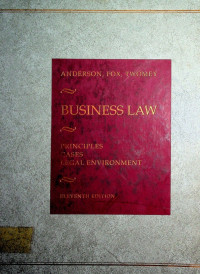 ANDERSON, FOX, TWOMEY
BUSINESS LAW
PRINCIPLES
CASES
LEGAL ENVIRONMENT
ELEVENTH EDITION